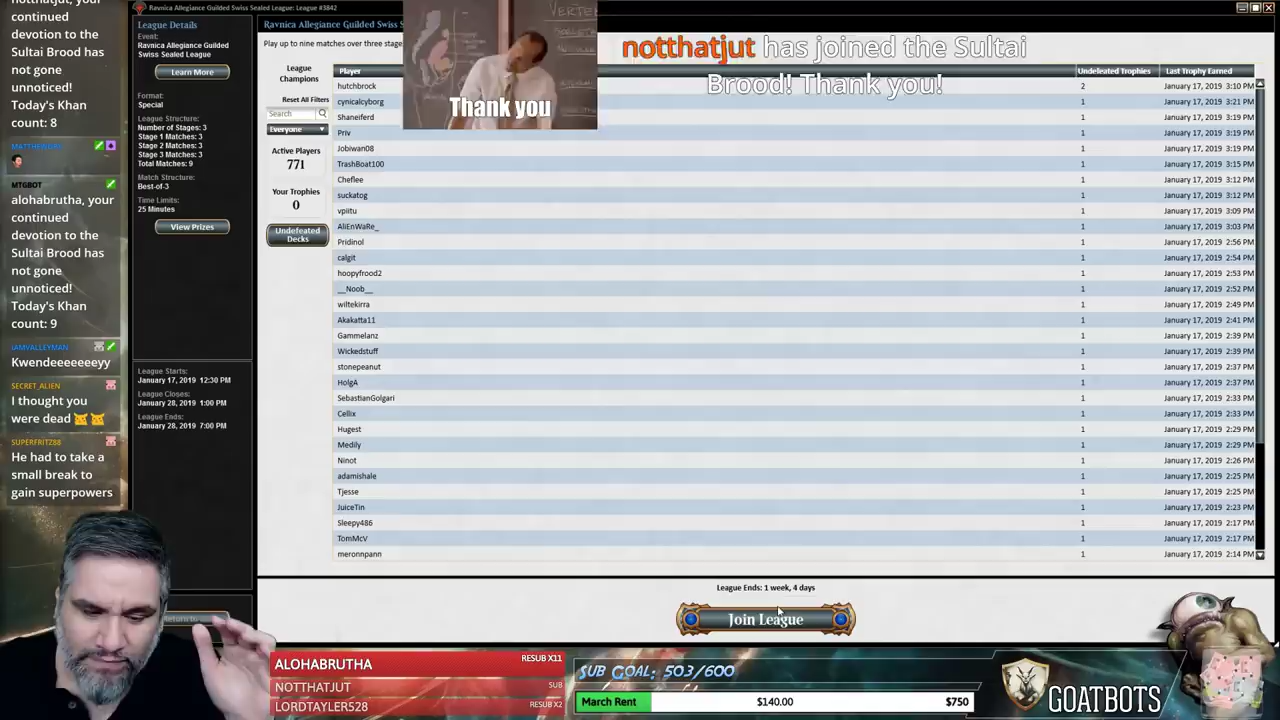 continued
devotion to the
Sultai Brood has
not gone
unnoticed!
Today's Khan
count: 8
MTGBOT
alohabrutha, your
continued
devotion to the
Sultai Brood has
not gone
unnoticed!
Today's Khan
count: 9
IAMVALLEYMAN
Kwendeeeeeeyy
SECRET_ALIEN
I thought you
were dead
SUPERFRITZ88
He had to take a
small break to
gain superpowers
Ravnica Allegiance Guilded Swiss Sealed League: League #3842
League Details
Event:
Ravnica Allegiance Guilded
Swiss Sealed League
Learn More
Format:
Special
League Structure:
Number of Stages: 3
Stage 1 Matches: 3
Stage 2 Matches: 3
Stage 3 Matches: 3
Total Matches: 9
Match Structure:
Best-of-3
Time Limits:
25 Minutes
View Prizes
League Starts:
January 17, 2019 12:30 PM
League Closes:
January 28, 2019 1:00 PM
League Ends:
January 28, 2019 7:00 PM
Ravnica Allegiance Guilded Swiss S
Play up to nine matches over three stage
VERTEX
Thank you
notthatjut has joined the Sultai
Brood! Thank you!
League
Champions
Reset All Filters
Search
Everyone
Active Players
771
Your Trophies
0
Undefeated
Decks
Player Undefeated Trophies Last Trophy Earned
hutchbrock 2 January 17, 2019 3:10 PM
cynicalcyborg 1 January 17, 2019 3:21 PM
Shaneiferd 1 January 17, 2019 3:19 PM
Priv 1 January 17, 2019 3:19 PM
Jobiwan08 1 January 17, 2019 3:19 PM
TrashBoat100 1 January 17, 2019 3:15 PM
Cheflee 1 January 17, 2019 3:12 PM
suckatog 1 January 17, 2019 3:12 PM
vpiitu 1 January 17, 2019 3:09 PM
AliEnWaRe_ 1 January 17, 2019 3:03 PM
Pridinol 1 January 17, 2019 2:56 PM
calgit 1 January 17, 2019 2:54 PM
hoopyfrood2 1 January 17, 2019 2:53 PM
__Noob__ 1 January 17, 2019 2:52 PM
wiltekirra 1 January 17, 2019 2:49 PM
Akakatta11 1 January 17, 2019 2:41 PM
Gammelanz 1 January 17, 2019 2:39 PM
Wickedstuff 1 January 17, 2019 2:39 PM
stonepeanut 1 January 17, 2019 2:37 PM
HolgA 1 January 17, 2019 2:37 PM
SebastianGolgari 1 January 17, 2019 2:33 PM
Cellix 1 January 17, 2019 2:33 PM
Hugest 1 January 17, 2019 2:29 PM
Medily 1 January 17, 2019 2:29 PM
Ninot 1 January 17, 2019 2:26 PM
adamishale 1 January 17, 2019 2:25 PM
Tjesse 1 January 17, 2019 2:25 PM
JuiceTin 1 January 17, 2019 2:23 PM
Sleepy486 1 January 17, 2019 2:17 PM
TomMcV 1 January 17, 2019 2:17 PM
meronnpann 1 January 17, 2019 2:14 PM
League Ends: 1 week, 4 days
Join League
ALOHABRUTHA RESUB X11
NOTTHATJUT SUB
LORDTAYLER528 RESUB X2
SUB GOAL: 503/600
March Rent $140.00 $750
GOATBOTS